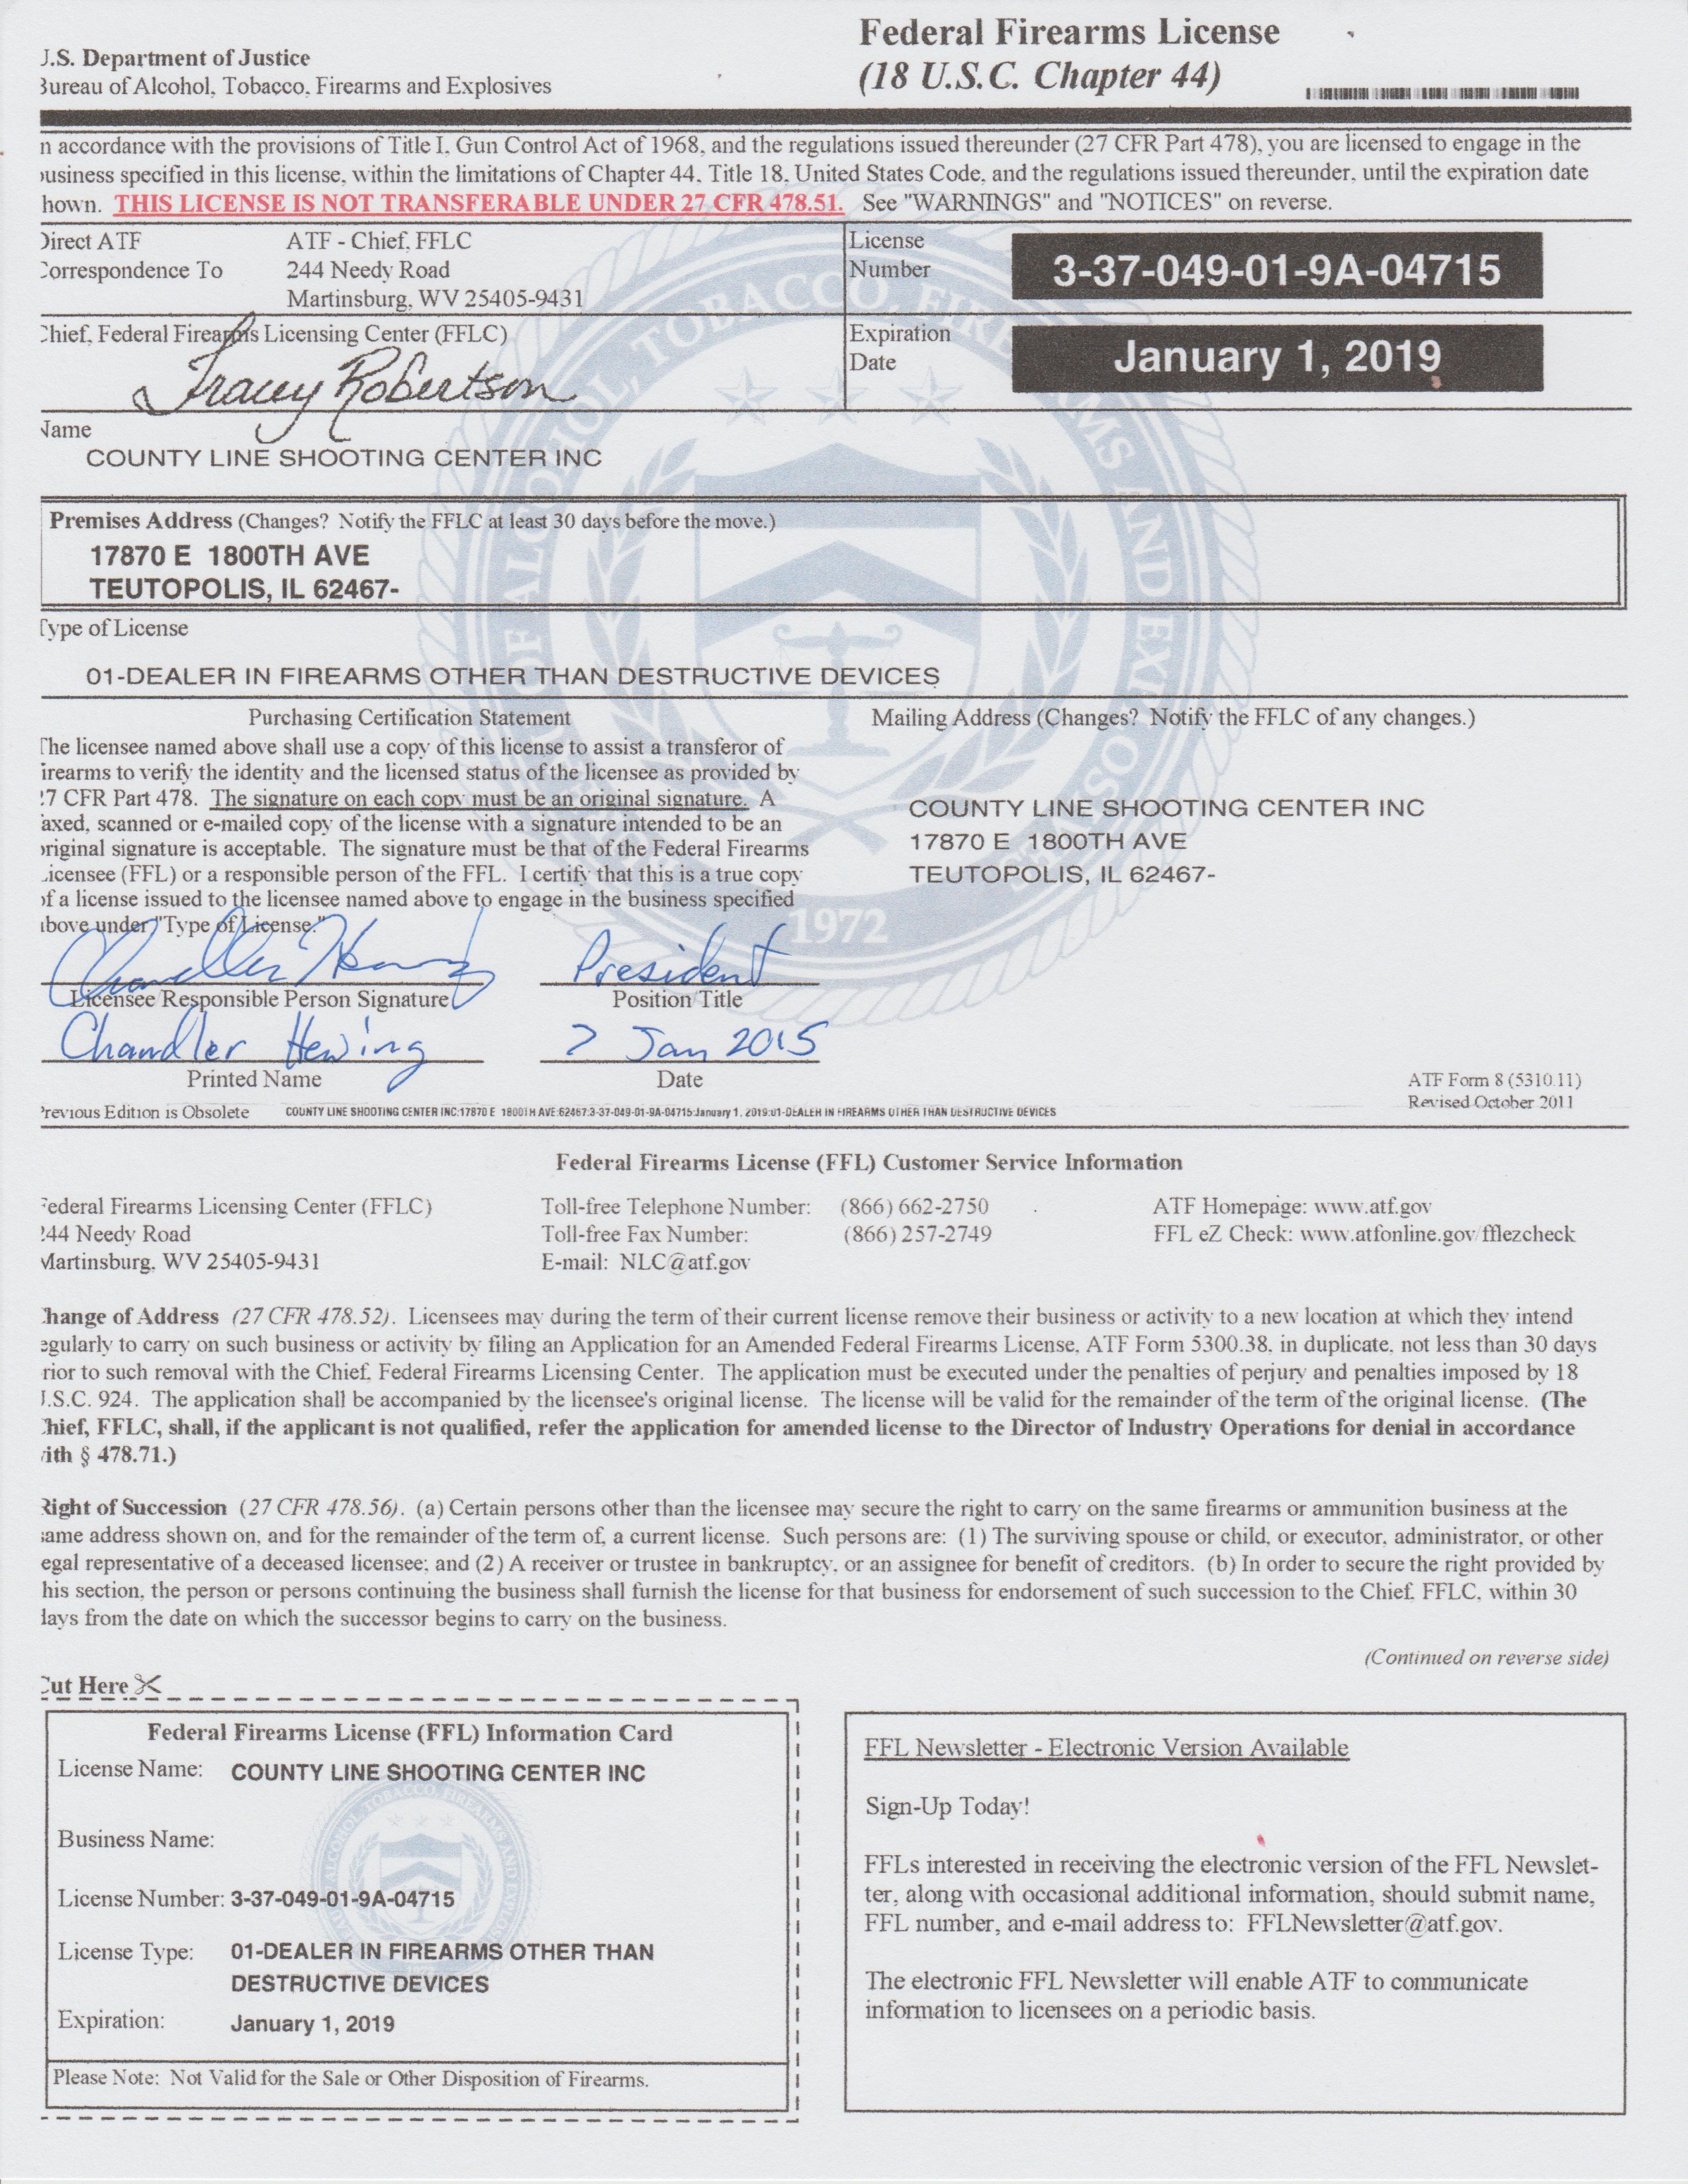 J.S. Department of Justice
Bureau of Alcohol, Tobacco, Firearms and Explosives
Federal Firearms License
(18 U.S.C. Chapter 44)
n accordance with the provisions of Title I, Gun Control Act of 1968, and the regulations issued thereunder (27 CFR Part 478), you are licensed to engage in the
business specified in this license, within the limitations of Chapter 44, Title 18, United States Code, and the regulations issued thereunder, until the expiration date
hown. THIS LICENSE IS NOT TRANSFERABLE UNDER 27 CFR 478.51. See "WARNINGS" and "NOTICES" on reverse.
Direct ATF
Correspondence To
ATF - Chief, FFLC
244 Needy Road
Martinsburg, WV 25405-9431
License
Number
3-37-049-01-9A-04715
Chief, Federal Firearms Licensing Center (FFLC)
Tracey Robertson
Expiration
Date
January 1, 2019
Name
COUNTY LINE SHOOTING CENTER INC
Premises Address (Changes? Notify the FFLC at least 30 days before the move.)
17870 E 1800TH AVE
TEUTOPOLIS, IL 62467-
Type of License
01-DEALER IN FIREARMS OTHER THAN DESTRUCTIVE DEVICES
Purchasing Certification Statement
The licensee named above shall use a copy of this license to assist a transferor of
irearms to verify the identity and the licensed status of the licensee as provided by
27 CFR Part 478. The signature on each copy must be an original signature. A
axed, scanned or e-mailed copy of the license with a signature intended to be an
original signature is acceptable. The signature must be that of the Federal Firearms
Licensee (FFL) or a responsible person of the FFL. I certify that this is a true copy
of a license issued to the licensee named above to engage in the business specified
above under "Type of License."
Mailing Address (Changes? Notify the FFLC of any changes.)
COUNTY LINE SHOOTING CENTER INC
17870 E 1800TH AVE
TEUTOPOLIS, IL 62467-
1972
Chandler Hewing
President
Licensee/Responsible Person Signature
Position/Title
Chandler Hewing
7 Jan 2015
Printed Name
Date
ATF Form 8 (5310.11)
Revised October 2011
Previous Edition is Obsolete
COUNTY LINE SHOOTING CENTER INC:17870 E 1800TH AVE:62467:3-37-049-01-9A-04715:January 1, 2019:01-DEALER IN FIREARMS OTHER THAN DESTRUCTIVE DEVICES
Federal Firearms License (FFL) Customer Service Information
Federal Firearms Licensing Center (FFLC)
244 Needy Road
Martinsburg, WV 25405-9431
Toll-free Telephone Number: (866) 662-2750
Toll-free Fax Number: (866) 257-2749
E-mail: NLC@atf.gov
ATF Homepage: www.atf.gov
FFL eZ Check: www.atfonline.gov/fflezcheck
Change of Address (27 CFR 478.52). Licensees may during the term of their current license remove their business or activity to a new location at which they intend
egularly to carry on such business or activity by filing an Application for an Amended Federal Firearms License, ATF Form 5300.38, in duplicate, not less than 30 days
rior to such removal with the Chief, Federal Firearms Licensing Center. The application must be executed under the penalties of perjury and penalties imposed by 18
J.S.C. 924. The application shall be accompanied by the licensee's original license. The license will be valid for the remainder of the term of the original license. (The
Chief, FFLC, shall, if the applicant is not qualified, refer the application for amended license to the Director of Industry Operations for denial in accordance
with § 478.71.)
Right of Succession (27 CFR 478.56). (a) Certain persons other than the licensee may secure the right to carry on the same firearms or ammunition business at the
same address shown on, and for the remainder of the term of, a current license. Such persons are: (1) The surviving spouse or child, or executor, administrator, or other
egal representative of a deceased licensee; and (2) A receiver or trustee in bankruptcy, or an assignee for benefit of creditors. (b) In order to secure the right provided by
his section, the person or persons continuing the business shall furnish the license for that business for endorsement of such succession to the Chief, FFLC, within 30
days from the date on which the successor begins to carry on the business.
(Continued on reverse side)
Cut Here
Federal Firearms License (FFL) Information Card
License Name: COUNTY LINE SHOOTING CENTER INC
Business Name:
License Number: 3-37-049-01-9A-04715
License Type: 01-DEALER IN FIREARMS OTHER THAN
DESTRUCTIVE DEVICES
Expiration: January 1, 2019
Please Note: Not Valid for the Sale or Other Disposition of Firearms.
FFL Newsletter - Electronic Version Available
Sign-Up Today!
FFLs interested in receiving the electronic version of the FFL Newslet-
ter, along with occasional additional information, should submit name,
FFL number, and e-mail address to: FFLNewsletter@atf.gov.
The electronic FFL Newsletter will enable ATF to communicate
information to licensees on a periodic basis.